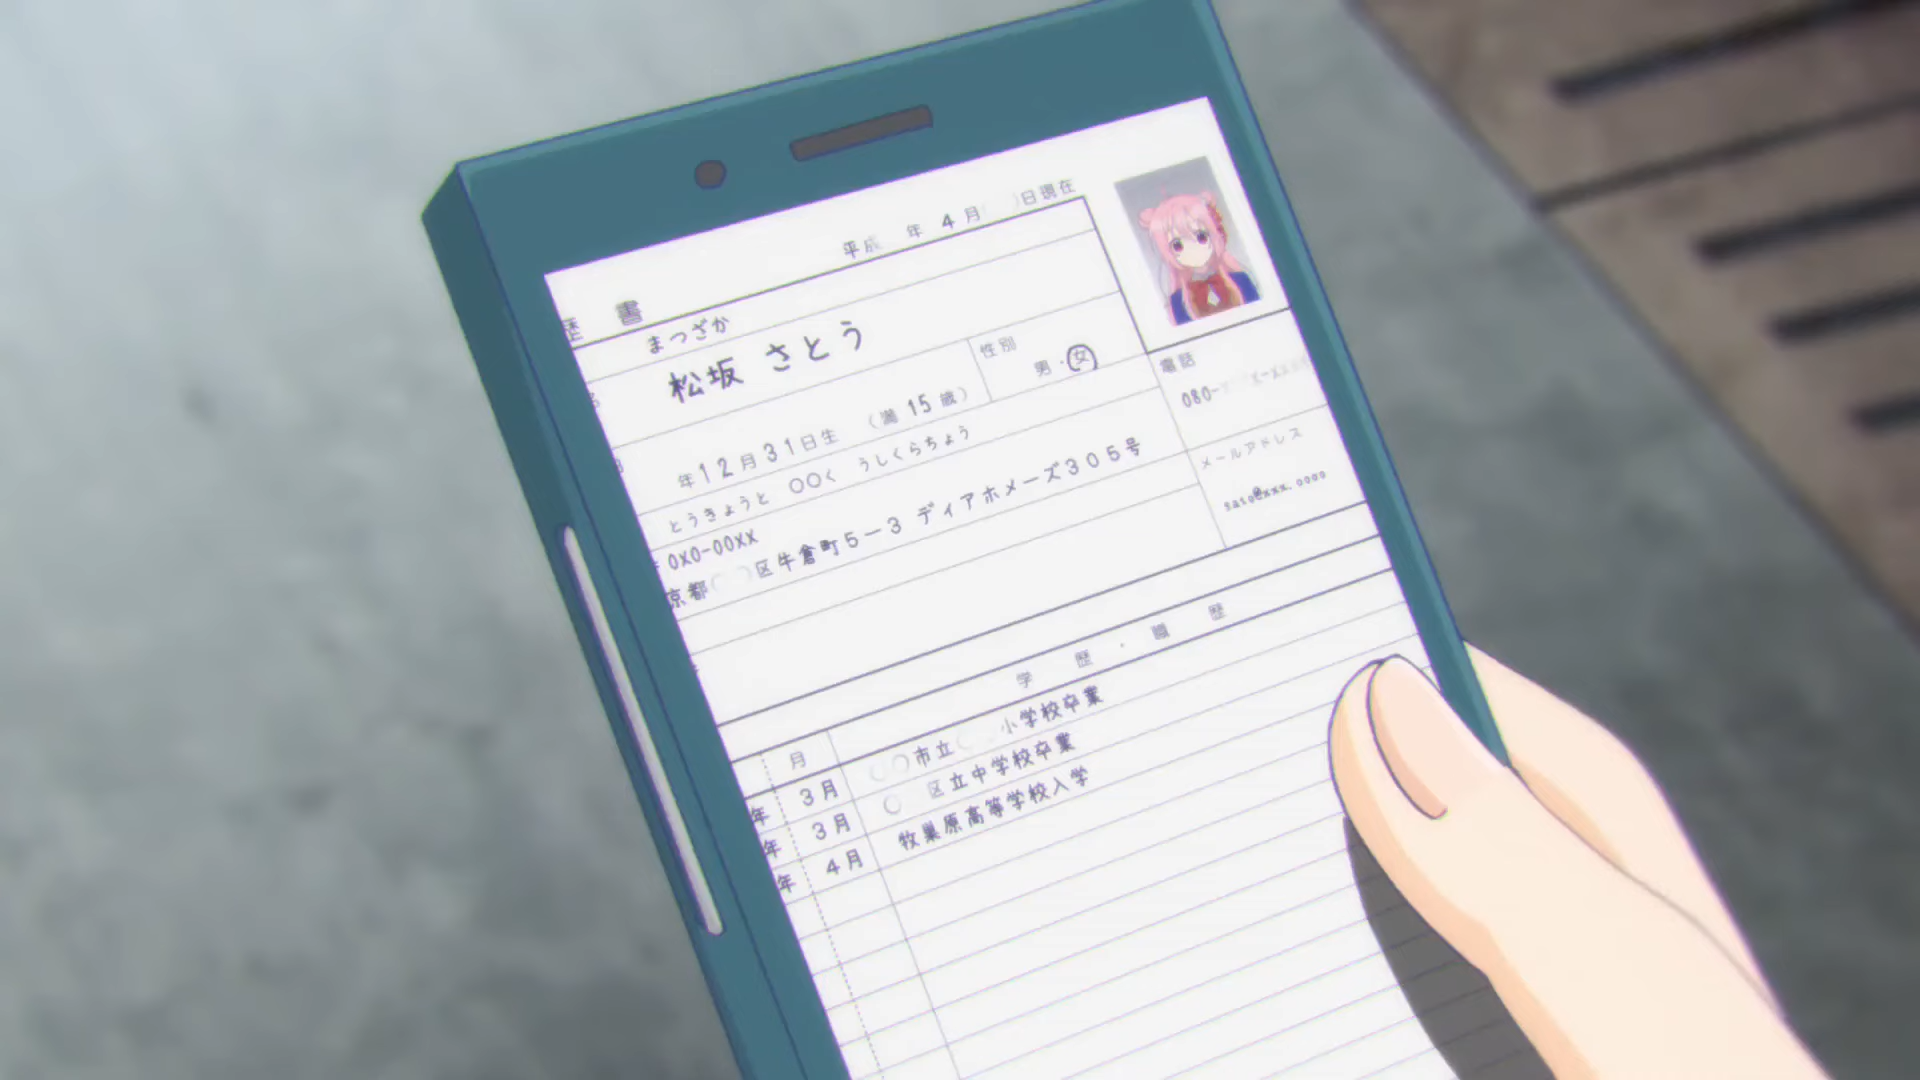 平成 年 4月 日現在
歴 書
まつざか
松坂 さとう
性別
男・女
年12月31日生 (満 15 歳)
電話
080-
とうきょうと ○○く うしくらちょう
メールアドレス
sato@xxx.oooo
0X0-00XX
京都 区牛倉町5－3 ディアホメーズ305号
学 歴 ・ 職 歴
月
年 3月 ○○市立○ 小学校卒業
年 3月 ○ 区立中学校卒業
年 4月 牧巣原高等学校入学